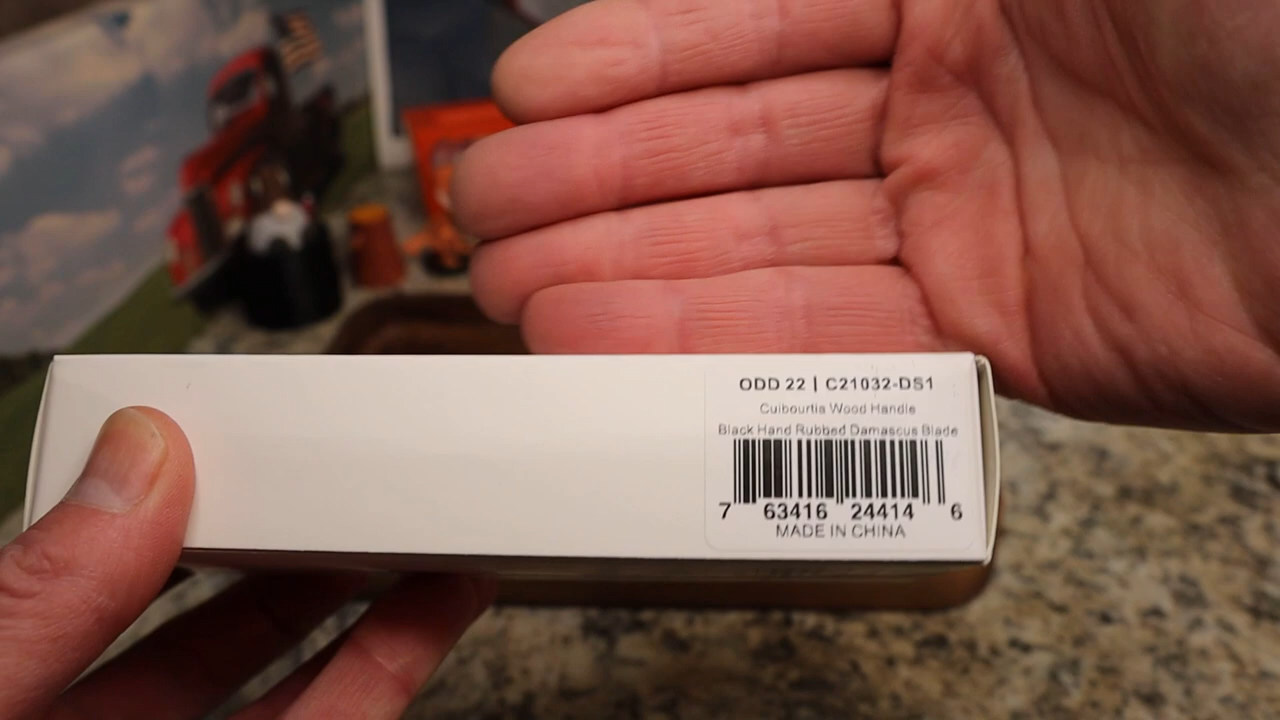 ODD 22 | C21032-DS1
Cuibourtia Wood Handle
Black Hand Rubbed Damascus Blade
7 63416 24414 6
MADE IN CHINA